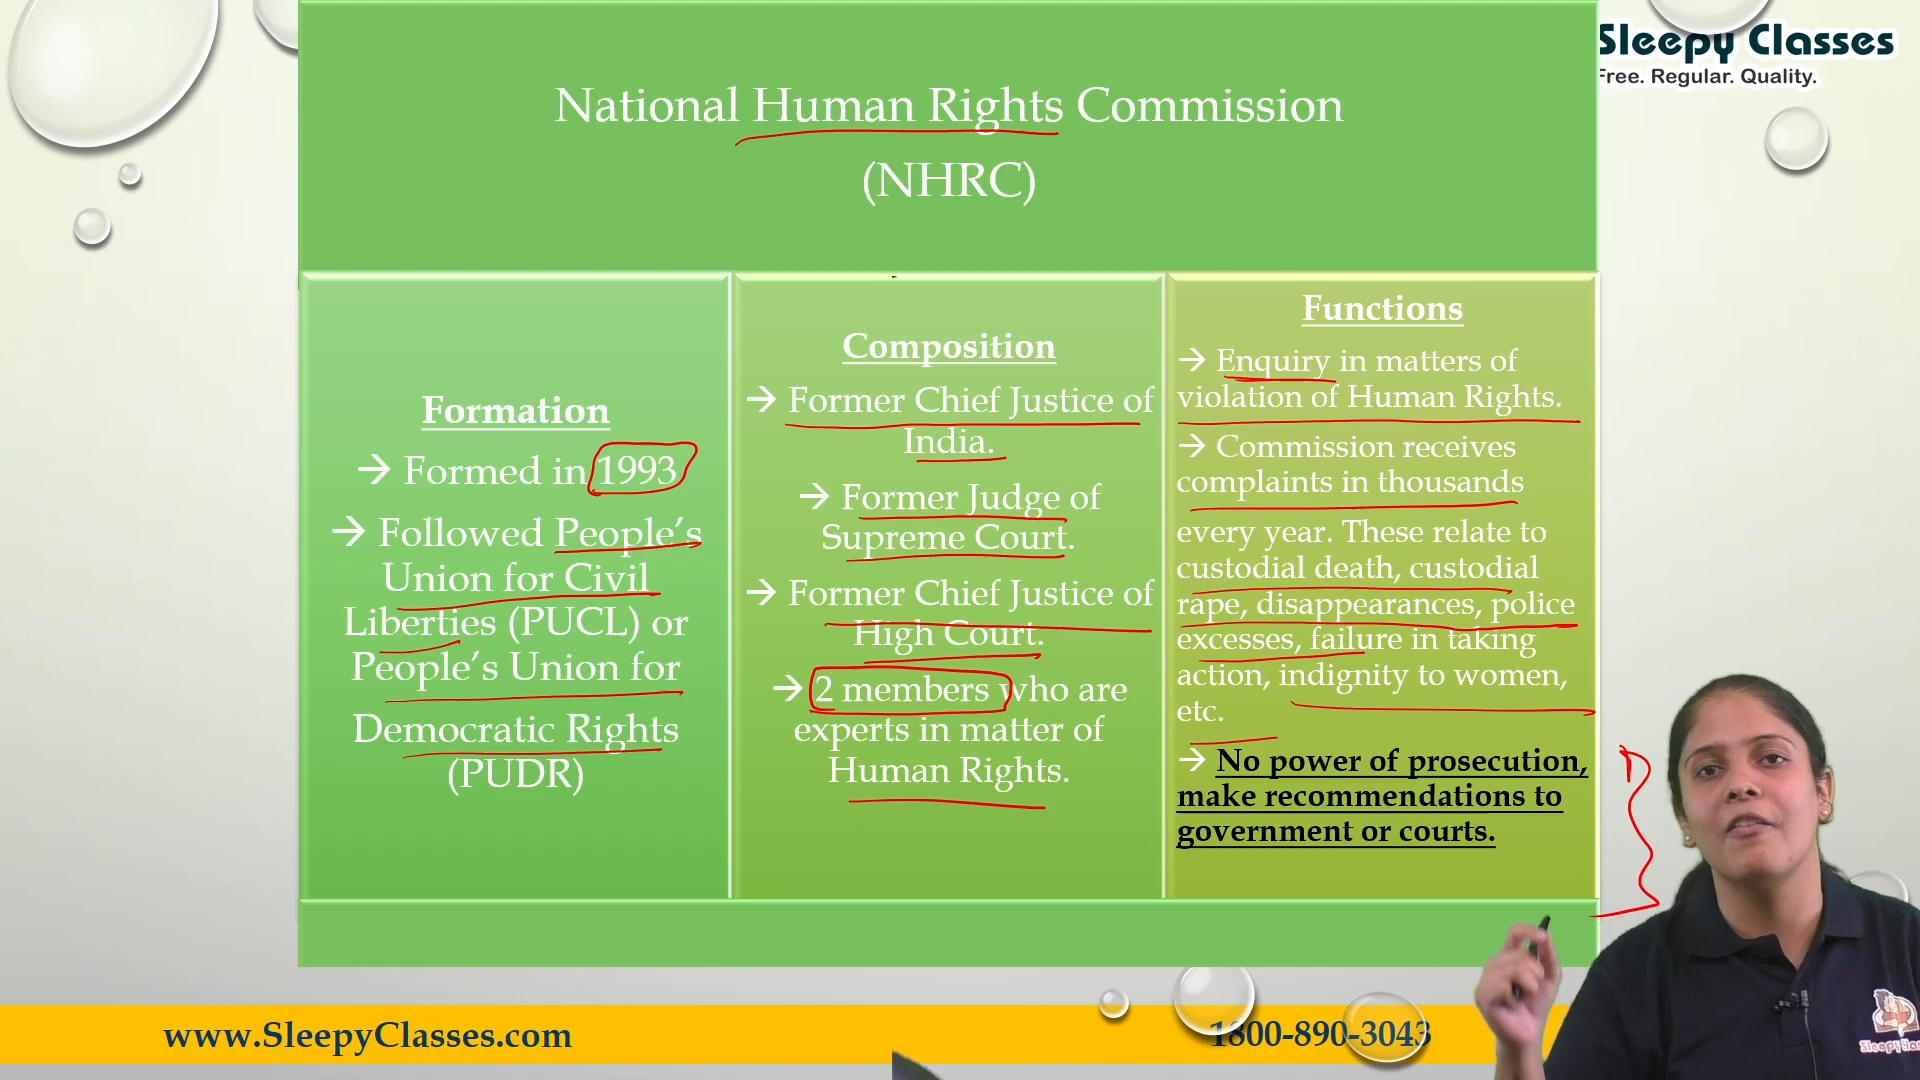 Sleepy Classes
Free. Regular. Quality.
National Human Rights Commission
(NHRC)
Formation
→ Formed in 1993
→ Followed People's
Union for Civil
Liberties (PUCL) or
People's Union for
Democratic Rights
(PUDR)
Composition
→ Former Chief Justice of
India.
→ Former Judge of
Supreme Court.
→ Former Chief Justice of
High Court.
→ 2 members who are
experts in matter of
Human Rights.
Functions
→ Enquiry in matters of
violation of Human Rights.
→ Commission receives
complaints in thousands
every year. These relate to
custodial death, custodial
rape, disappearances, police
excesses, failure in taking
action, indignity to women,
etc.
→ No power of prosecution,
make recommendations to
government or courts.
www.SleepyClasses.com
1800-890-3043
SleepyClas